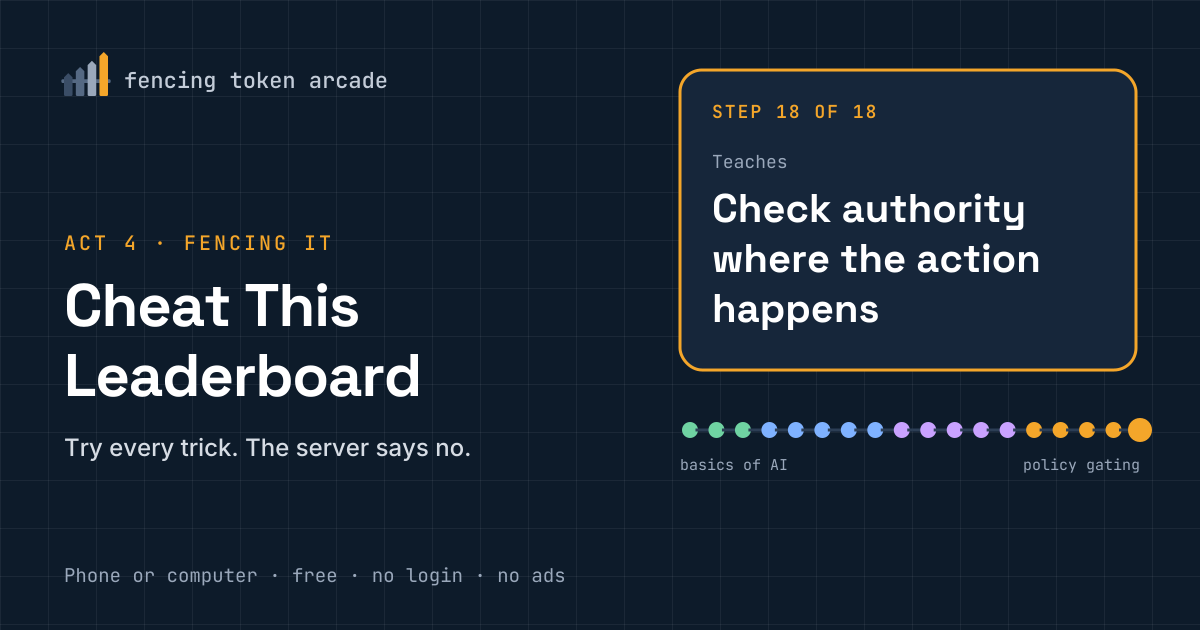 fencing token arcade
ACT 4 · FENCING IT
Cheat This
Leaderboard
Try every trick. The server says no.
Phone or computer · free · no login · no ads
STEP 18 OF 18
Teaches
Check authority
where the action
happens
basics of AI
policy gating